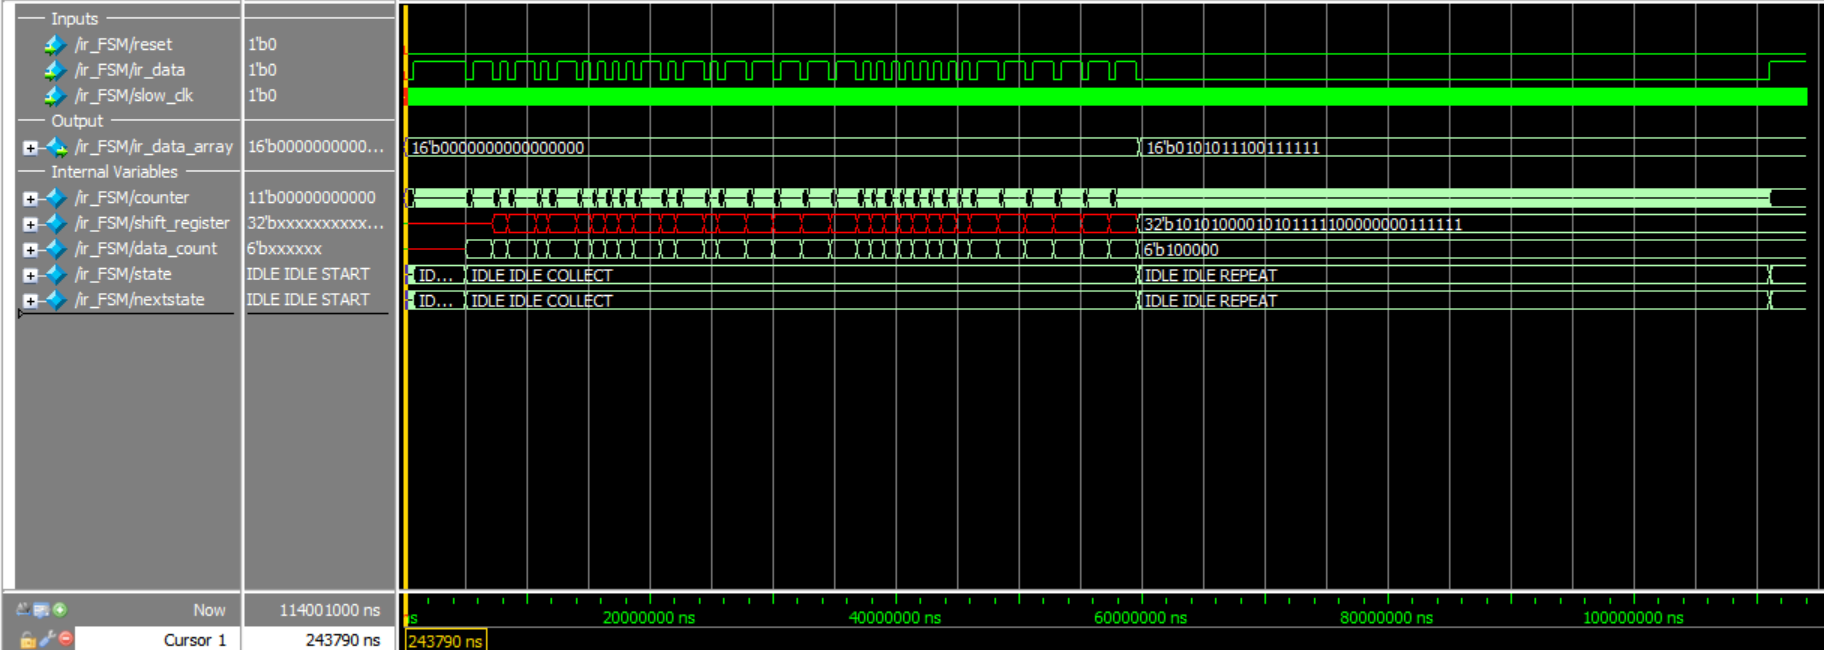 Inputs
/ir_FSM/reset 1'b0
/ir_FSM/ir_data 1'b0
/ir_FSM/slow_clk 1'b0
Output
/ir_FSM/ir_data_array 16'b0000000000... 16'b0000000000000000 16'b0101011100111111
Internal Variables
/ir_FSM/counter 11'b00000000000
/ir_FSM/shift_register 32'bxxxxxxxxxx... 32'b10101000010101111100000000111111
/ir_FSM/data_count 6'bxxxxxx 6'b100000
/ir_FSM/state IDLE IDLE START ID... IDLE IDLE COLLECT IDLE IDLE REPEAT
/ir_FSM/nextstate IDLE IDLE START ID... IDLE IDLE COLLECT IDLE IDLE REPEAT
Now 114001000 ns ns 20000000 ns 40000000 ns 60000000 ns 80000000 ns 100000000 ns
Cursor 1 243790 ns 243790 ns